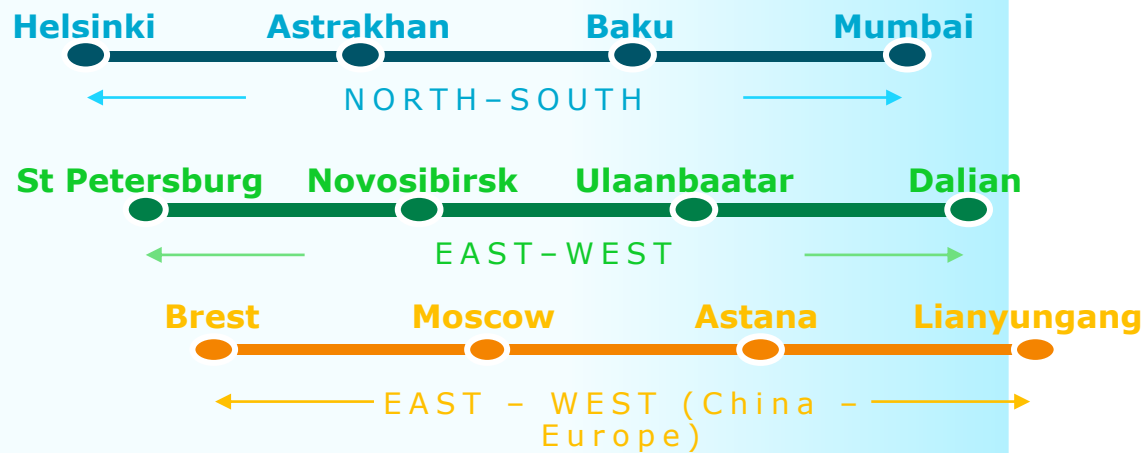 Helsinki Astrakhan Baku Mumbai
NORTH–SOUTH
St Petersburg Novosibirsk Ulaanbaatar Dalian
EAST–WEST
Brest Moscow Astana Lianyungang
EAST – WEST (China –
Europe)